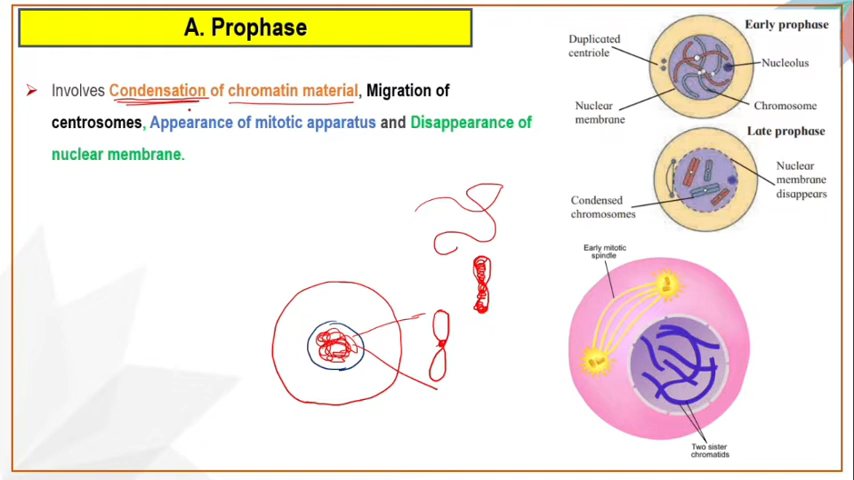 A. Prophase
Involves Condensation of chromatin material, Migration of
centrosomes, Appearance of mitotic apparatus and Disappearance of
nuclear membrane.
Early prophase
Duplicated
centriole
Nucleolus
Nuclear
membrane
Chromosome
Late prophase
Nuclear
membrane
disappears
Condensed
chromosomes
Early mitotic
spindle
Two sister
chromatids